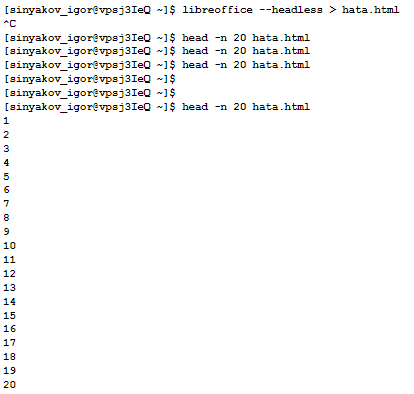 [sinyakov_igor@vpsj3IeQ ~]$ libreoffice --headless > hata.html
^C
[sinyakov_igor@vpsj3IeQ ~]$ head -n 20 hata.html
[sinyakov_igor@vpsj3IeQ ~]$ head -n 20 hata.html
[sinyakov_igor@vpsj3IeQ ~]$ head -n 20 hata.html
[sinyakov_igor@vpsj3IeQ ~]$
[sinyakov_igor@vpsj3IeQ ~]$
[sinyakov_igor@vpsj3IeQ ~]$ head -n 20 hata.html
1
2
3
4
5
6
7
8
9
10
11
12
13
14
15
16
17
18
19
20